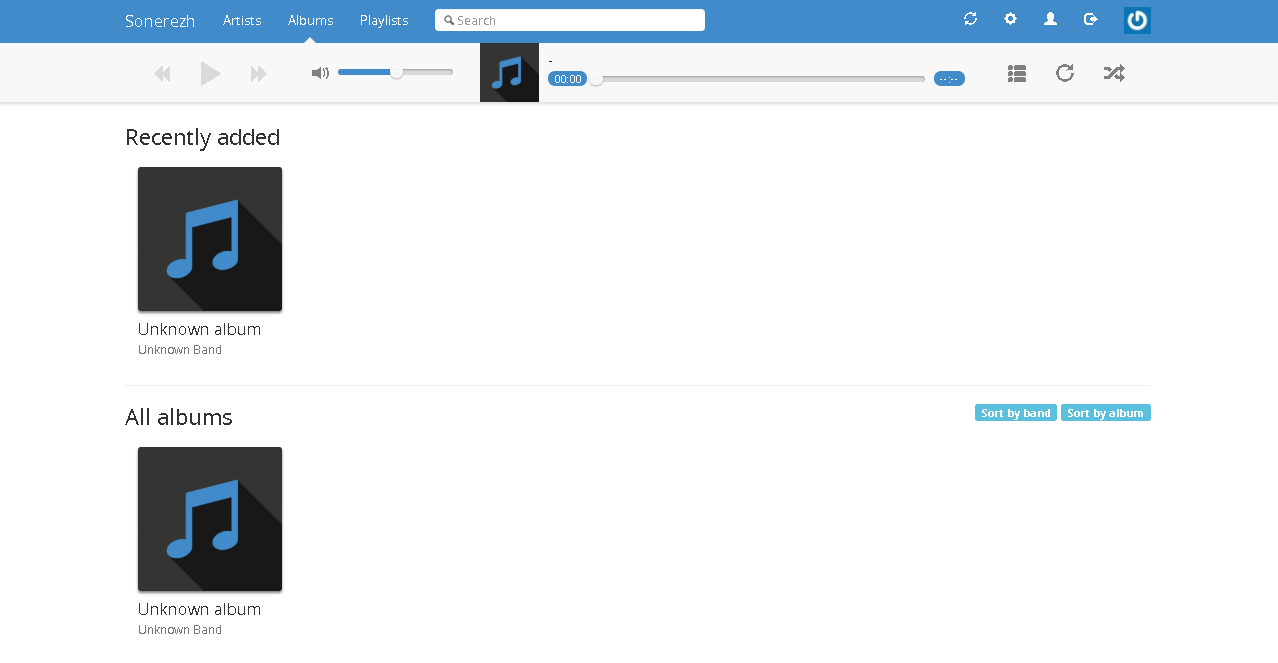 Sonerezh Artists Albums Playlists Search
-
00:00 --:--
Recently added
Unknown album
Unknown Band
All albums Sort by band Sort by album
Unknown album
Unknown Band